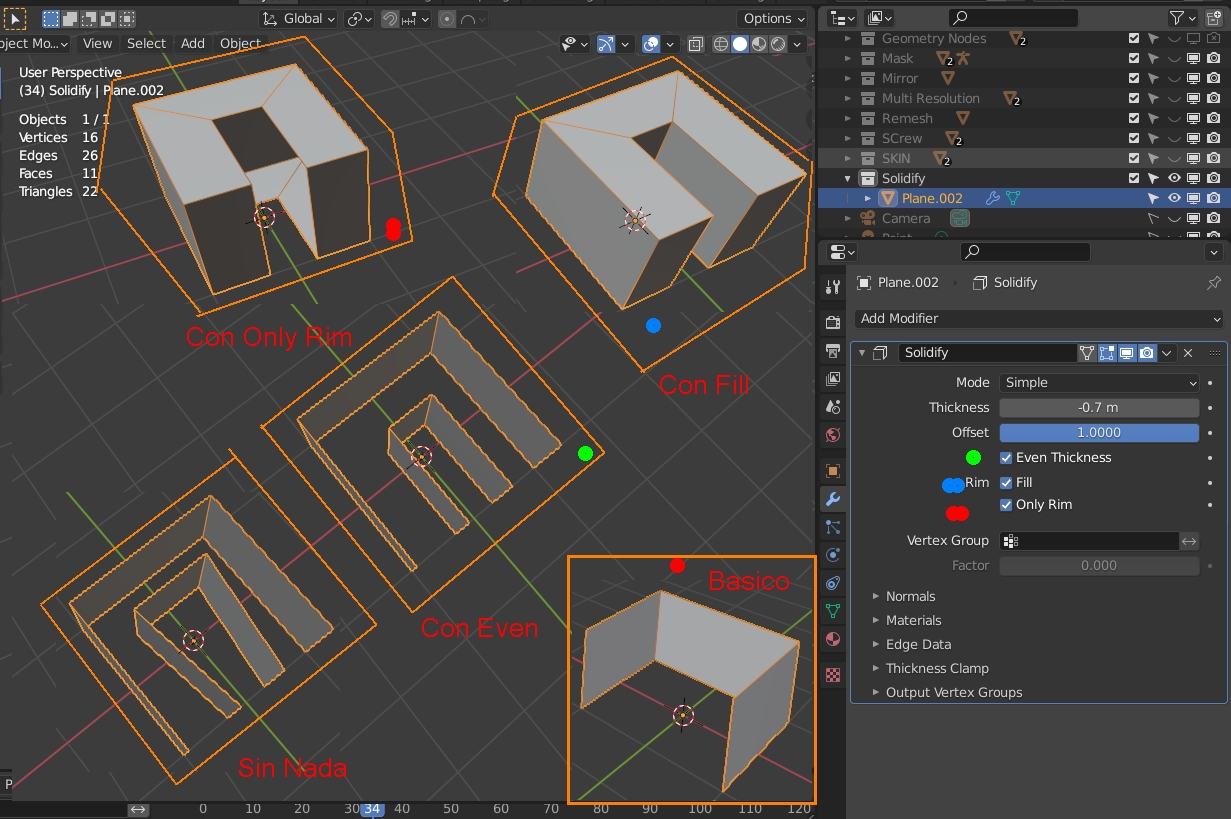 Global
Options
ject Mo...
View
Select
Add
Object
User Perspective
(34) Solidify | Plane.002
Objects 1 / 1
Vertices 16
Edges 26
Faces 11
Triangles 22
Con Only Rim
Con Fill
Con Even
Sin Nada
Basico
P
0 10 20 30 34 40 50 60 70 80 90 100 110 120
Geometry Nodes 2
Mask 2
Mirror
Multi Resolution 2
Remesh
SCrew 2
SKIN 2
Solidify
Plane.002
Camera
Plane.002
Solidify
Add Modifier
Solidify
Mode Simple
Thickness -0.7 m
Offset 1.0000
Even Thickness
Rim Fill
Only Rim
Vertex Group
Factor 0.000
Normals
Materials
Edge Data
Thickness Clamp
Output Vertex Groups